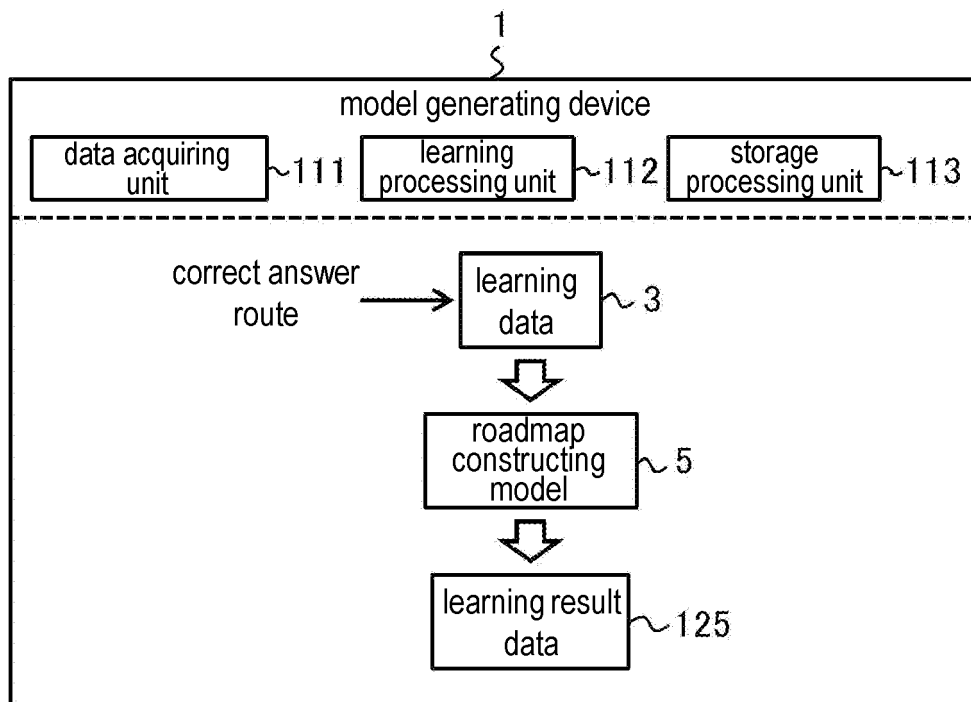 1
model generating device
data acquiring
unit
111
learning
processing unit
112
storage
processing unit
113
correct answer
route
learning
data
3
roadmap
constructing
model
5
learning result
data
125